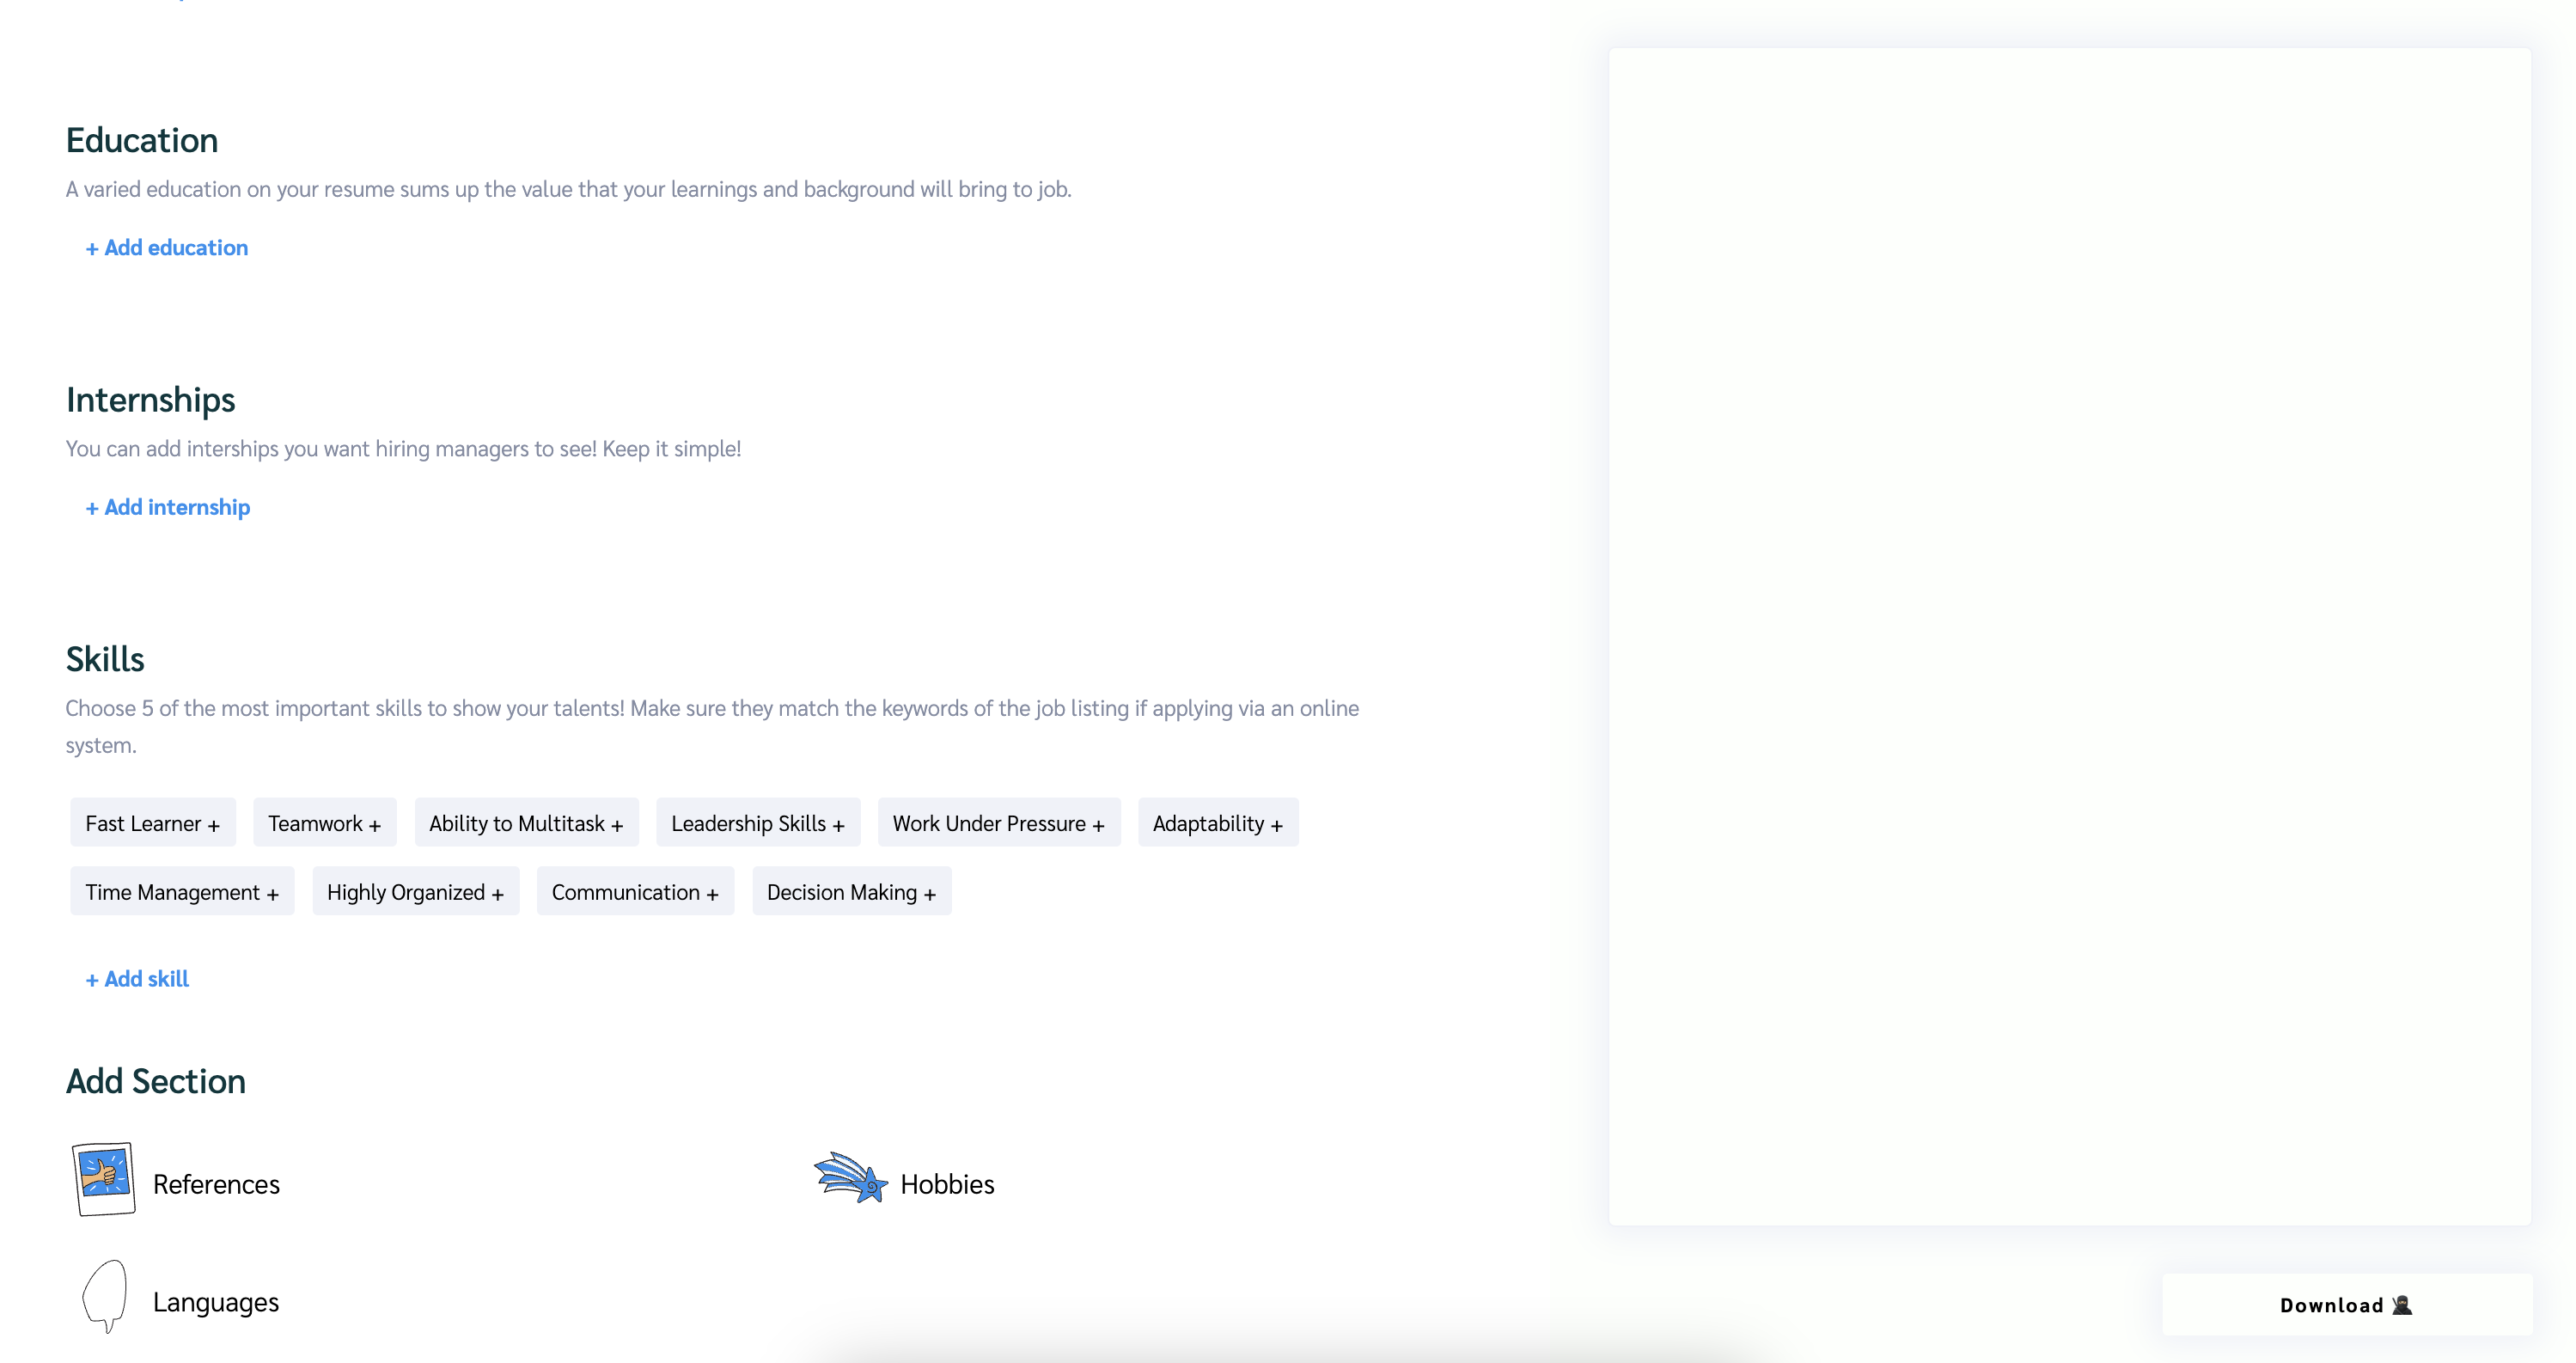 Education
A varied education on your resume sums up the value that your learnings and background will bring to job.
+ Add education
Internships
You can add interships you want hiring managers to see! Keep it simple!
+ Add internship
Skills
Choose 5 of the most important skills to show your talents! Make sure they match the keywords of the job listing if applying via an online
system.
Fast Learner + Teamwork + Ability to Multitask + Leadership Skills + Work Under Pressure + Adaptability +
Time Management + Highly Organized + Communication + Decision Making +
+ Add skill
Add Section
References Hobbies
Languages
Download 🥷